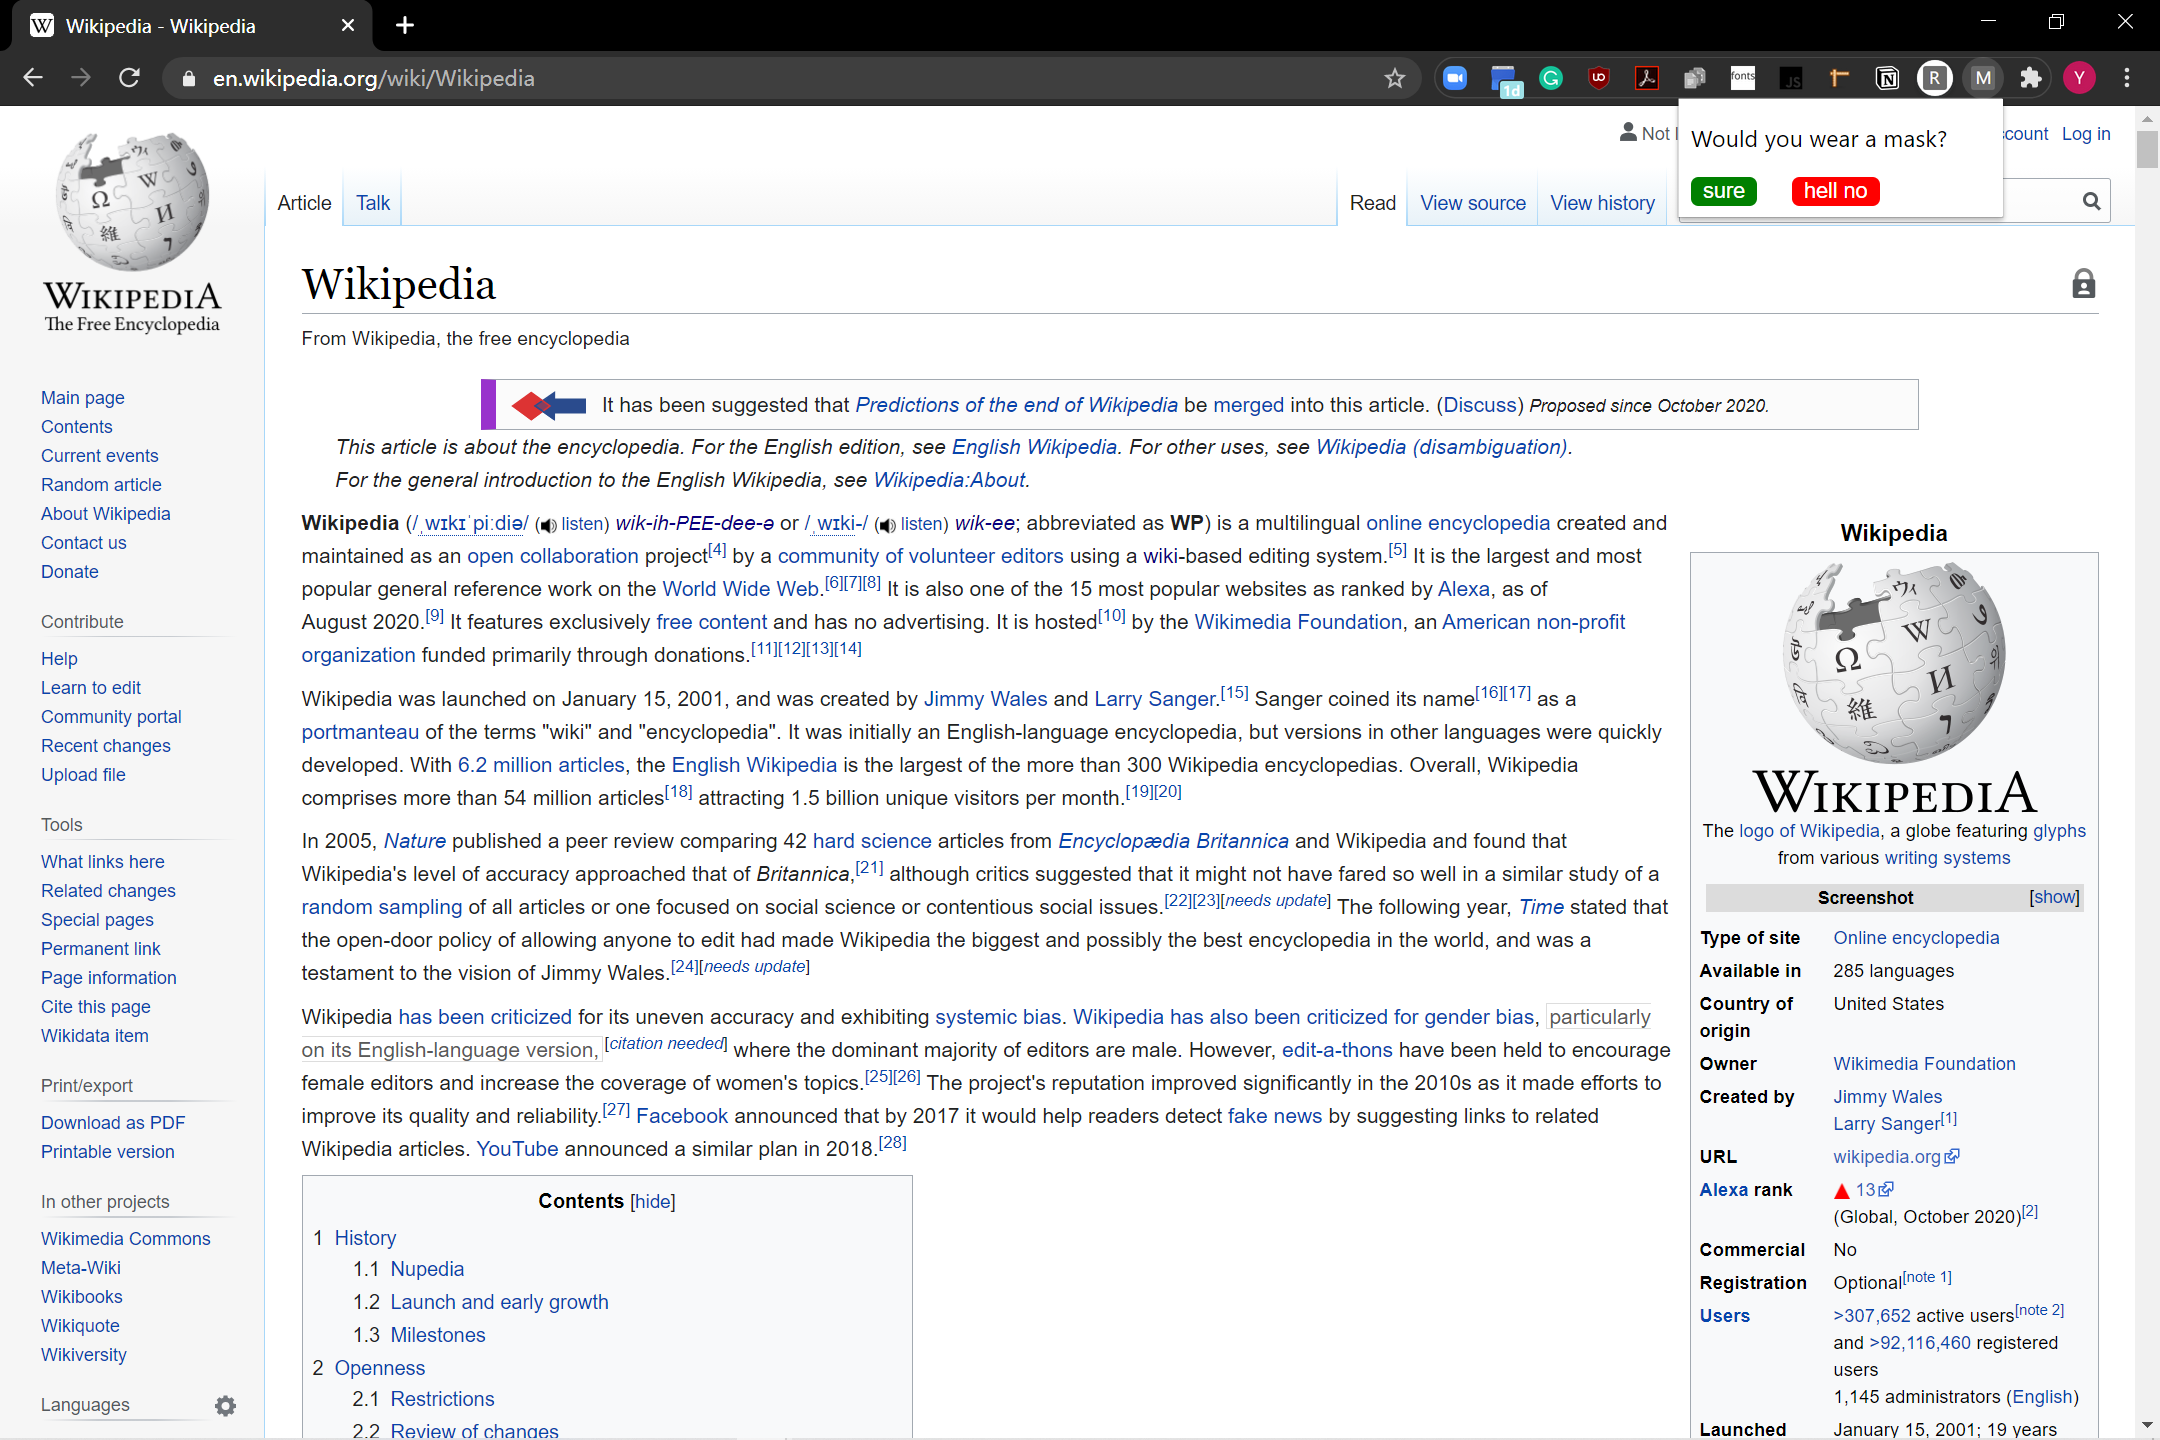 Wikipedia - Wikipedia
en.wikipedia.org/wiki/Wikipedia
1d
fonts
JS
R
M
Y
Would you wear a mask?
sure
hell no
Not l
count
Log in
WIKIPEDIA
The Free Encyclopedia
Article
Talk
Read
View source
View history
Main page
Contents
Current events
Random article
About Wikipedia
Contact us
Donate
Contribute
Help
Learn to edit
Community portal
Recent changes
Upload file
Tools
What links here
Related changes
Special pages
Permanent link
Page information
Cite this page
Wikidata item
Print/export
Download as PDF
Printable version
In other projects
Wikimedia Commons
Meta-Wiki
Wikibooks
Wikiquote
Wikiversity
Languages
Wikipedia
From Wikipedia, the free encyclopedia
It has been suggested that Predictions of the end of Wikipedia be merged into this article. (Discuss) Proposed since October 2020.
This article is about the encyclopedia. For the English edition, see English Wikipedia. For other uses, see Wikipedia (disambiguation).
For the general introduction to the English Wikipedia, see Wikipedia:About.
Wikipedia (/ˌwɪkɪˈpiːdiə/ (listen) wik-ih-PEE-dee-ə or /ˌwɪki-/ (listen) wik-ee; abbreviated as WP) is a multilingual online encyclopedia created and
maintained as an open collaboration project[4] by a community of volunteer editors using a wiki-based editing system.[5] It is the largest and most
popular general reference work on the World Wide Web.[6][7][8] It is also one of the 15 most popular websites as ranked by Alexa, as of
August 2020.[9] It features exclusively free content and has no advertising. It is hosted[10] by the Wikimedia Foundation, an American non-profit
organization funded primarily through donations.[11][12][13][14]
Wikipedia was launched on January 15, 2001, and was created by Jimmy Wales and Larry Sanger.[15] Sanger coined its name[16][17] as a
portmanteau of the terms "wiki" and "encyclopedia". It was initially an English-language encyclopedia, but versions in other languages were quickly
developed. With 6.2 million articles, the English Wikipedia is the largest of the more than 300 Wikipedia encyclopedias. Overall, Wikipedia
comprises more than 54 million articles[18] attracting 1.5 billion unique visitors per month.[19][20]
In 2005, Nature published a peer review comparing 42 hard science articles from Encyclopædia Britannica and Wikipedia and found that
Wikipedia's level of accuracy approached that of Britannica,[21] although critics suggested that it might not have fared so well in a similar study of a
random sampling of all articles or one focused on social science or contentious social issues.[22][23][needs update] The following year, Time stated that
the open-door policy of allowing anyone to edit had made Wikipedia the biggest and possibly the best encyclopedia in the world, and was a
testament to the vision of Jimmy Wales.[24][needs update]
Wikipedia has been criticized for its uneven accuracy and exhibiting systemic bias. Wikipedia has also been criticized for gender bias, particularly
on its English-language version,[citation needed] where the dominant majority of editors are male. However, edit-a-thons have been held to encourage
female editors and increase the coverage of women's topics.[25][26] The project's reputation improved significantly in the 2010s as it made efforts to
improve its quality and reliability.[27] Facebook announced that by 2017 it would help readers detect fake news by suggesting links to related
Wikipedia articles. YouTube announced a similar plan in 2018.[28]
Contents [hide]
1 History
1.1 Nupedia
1.2 Launch and early growth
1.3 Milestones
2 Openness
2.1 Restrictions
2.2 Review of changes
Wikipedia
WIKIPEDIA
The logo of Wikipedia, a globe featuring glyphs
from various writing systems
Screenshot [show]
Type of site Online encyclopedia
Available in 285 languages
Country of United States
origin
Owner Wikimedia Foundation
Created by Jimmy Wales
Larry Sanger[1]
URL wikipedia.org
Alexa rank 13
(Global, October 2020)[2]
Commercial No
Registration Optional[note 1]
Users >307,652 active users[note 2]
and >92,116,460 registered
users
1,145 administrators (English)
Launched January 15, 2001; 19 years